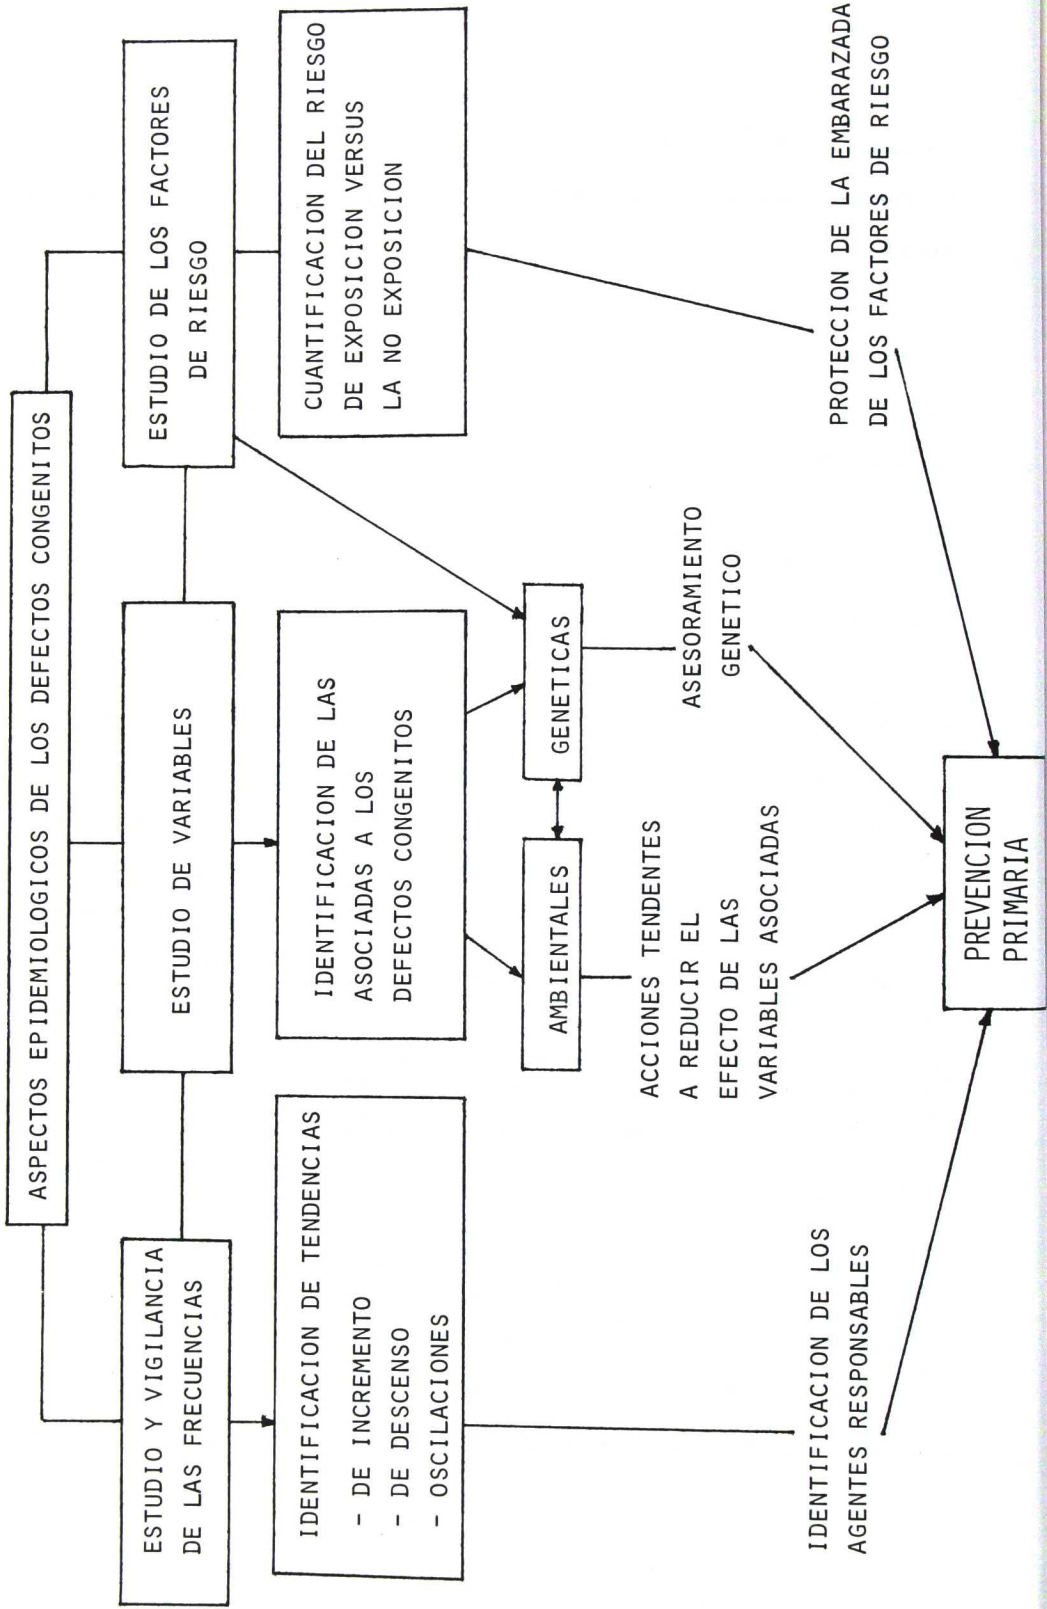 ASPECTOS EPIDEMIOLOGICOS DE LOS DEFECTOS CONGENITOS
ESTUDIO Y VIGILANCIA
DE LAS FRECUENCIAS
ESTUDIO DE VARIABLES
ESTUDIO DE LOS FACTORES
DE RIESGO
IDENTIFICACION DE TENDENCIAS
- DE INCREMENTO
- DE DESCENSO
- OSCILACIONES
IDENTIFICACION DE LAS
ASOCIADAS A LOS
DEFECTOS CONGENITOS
CUANTIFICACION DEL RIESGO
DE EXPOSICION VERSUS
LA NO EXPOSICION
AMBIENTALES
GENETICAS
ACCIONES TENDENTES
A REDUCIR EL
EFECTO DE LAS
VARIABLES ASOCIADAS
ASESORAMIENTO
GENETICO
IDENTIFICACION DE LOS
AGENTES RESPONSABLES
PROTECCION DE LA EMBARAZADA
DE LOS FACTORES DE RIESGO
PREVENCION
PRIMARIA